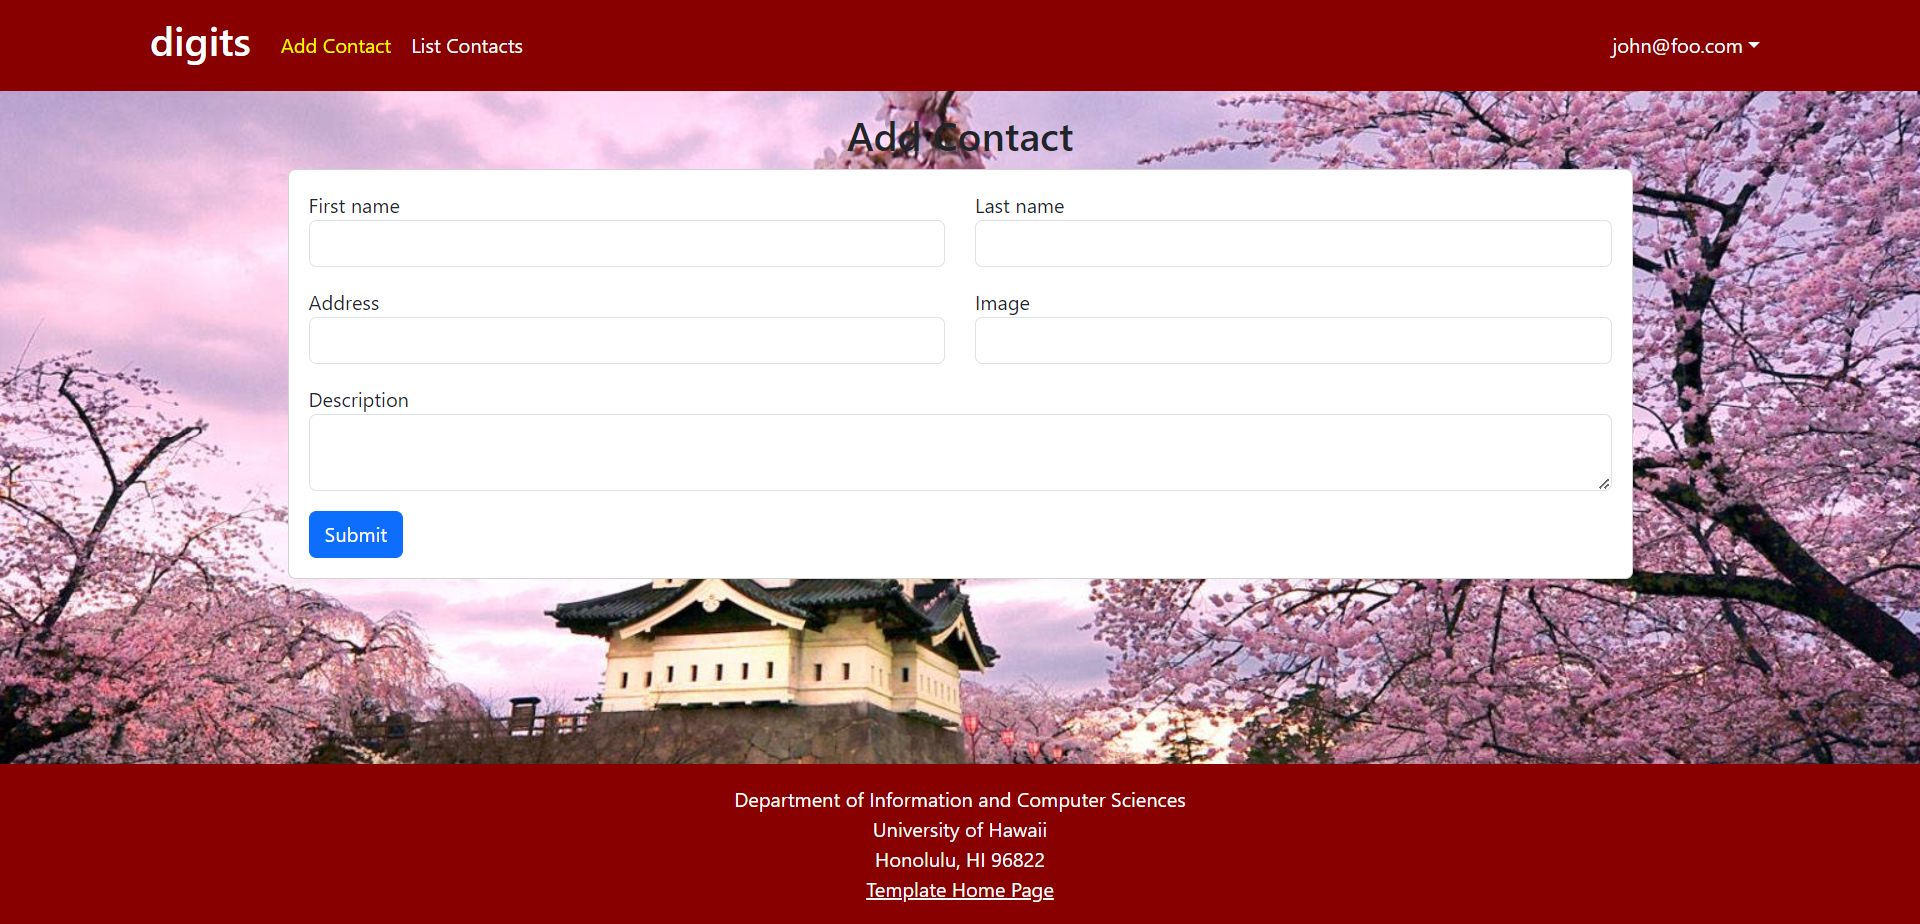 digits
Add Contact
List Contacts
john@foo.com
Add Contact
First name
Last name
Address
Image
Description
Submit
Department of Information and Computer Sciences
University of Hawaii
Honolulu, HI 96822
Template Home Page